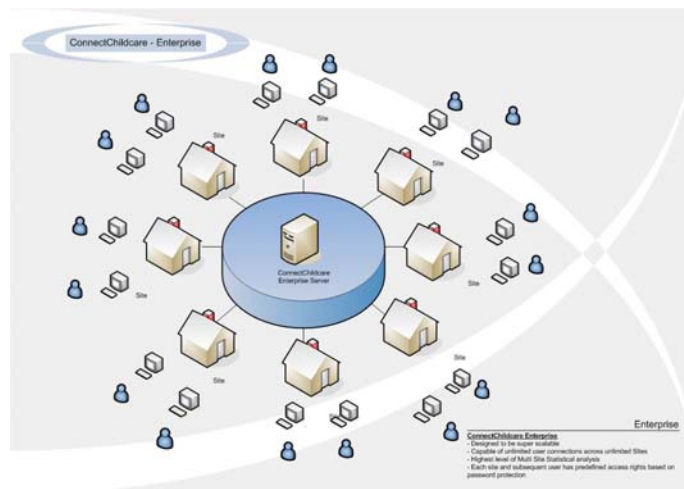 ConnectChildcare - Enterprise
Site
Site
Site
Site
Site
Site
Site
ConnectChildcare
Enterprise Server
Enterprise
ConnectChildcare Enterprise
- Designed to be super scalable
- Capable of unlimited user connections across unlimited Sites
- Highest level of Multi Site Statistical analysis
- Each site and subsequent user has predefined access rights based on
password protection